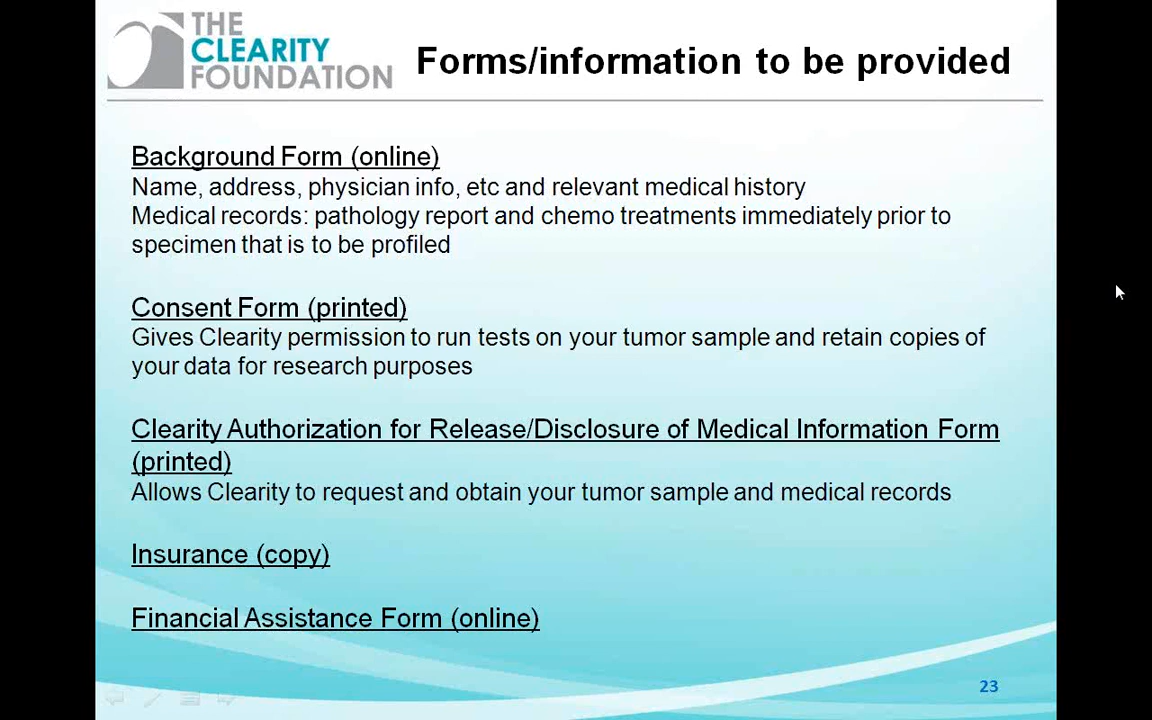 THE
CLEARITY
FOUNDATION
Forms/information to be provided
Background Form (online)
Name, address, physician info, etc and relevant medical history
Medical records: pathology report and chemo treatments immediately prior to
specimen that is to be profiled
Consent Form (printed)
Gives Clearity permission to run tests on your tumor sample and retain copies of
your data for research purposes
Clearity Authorization for Release/Disclosure of Medical Information Form
(printed)
Allows Clearity to request and obtain your tumor sample and medical records
Insurance (copy)
Financial Assistance Form (online)
23